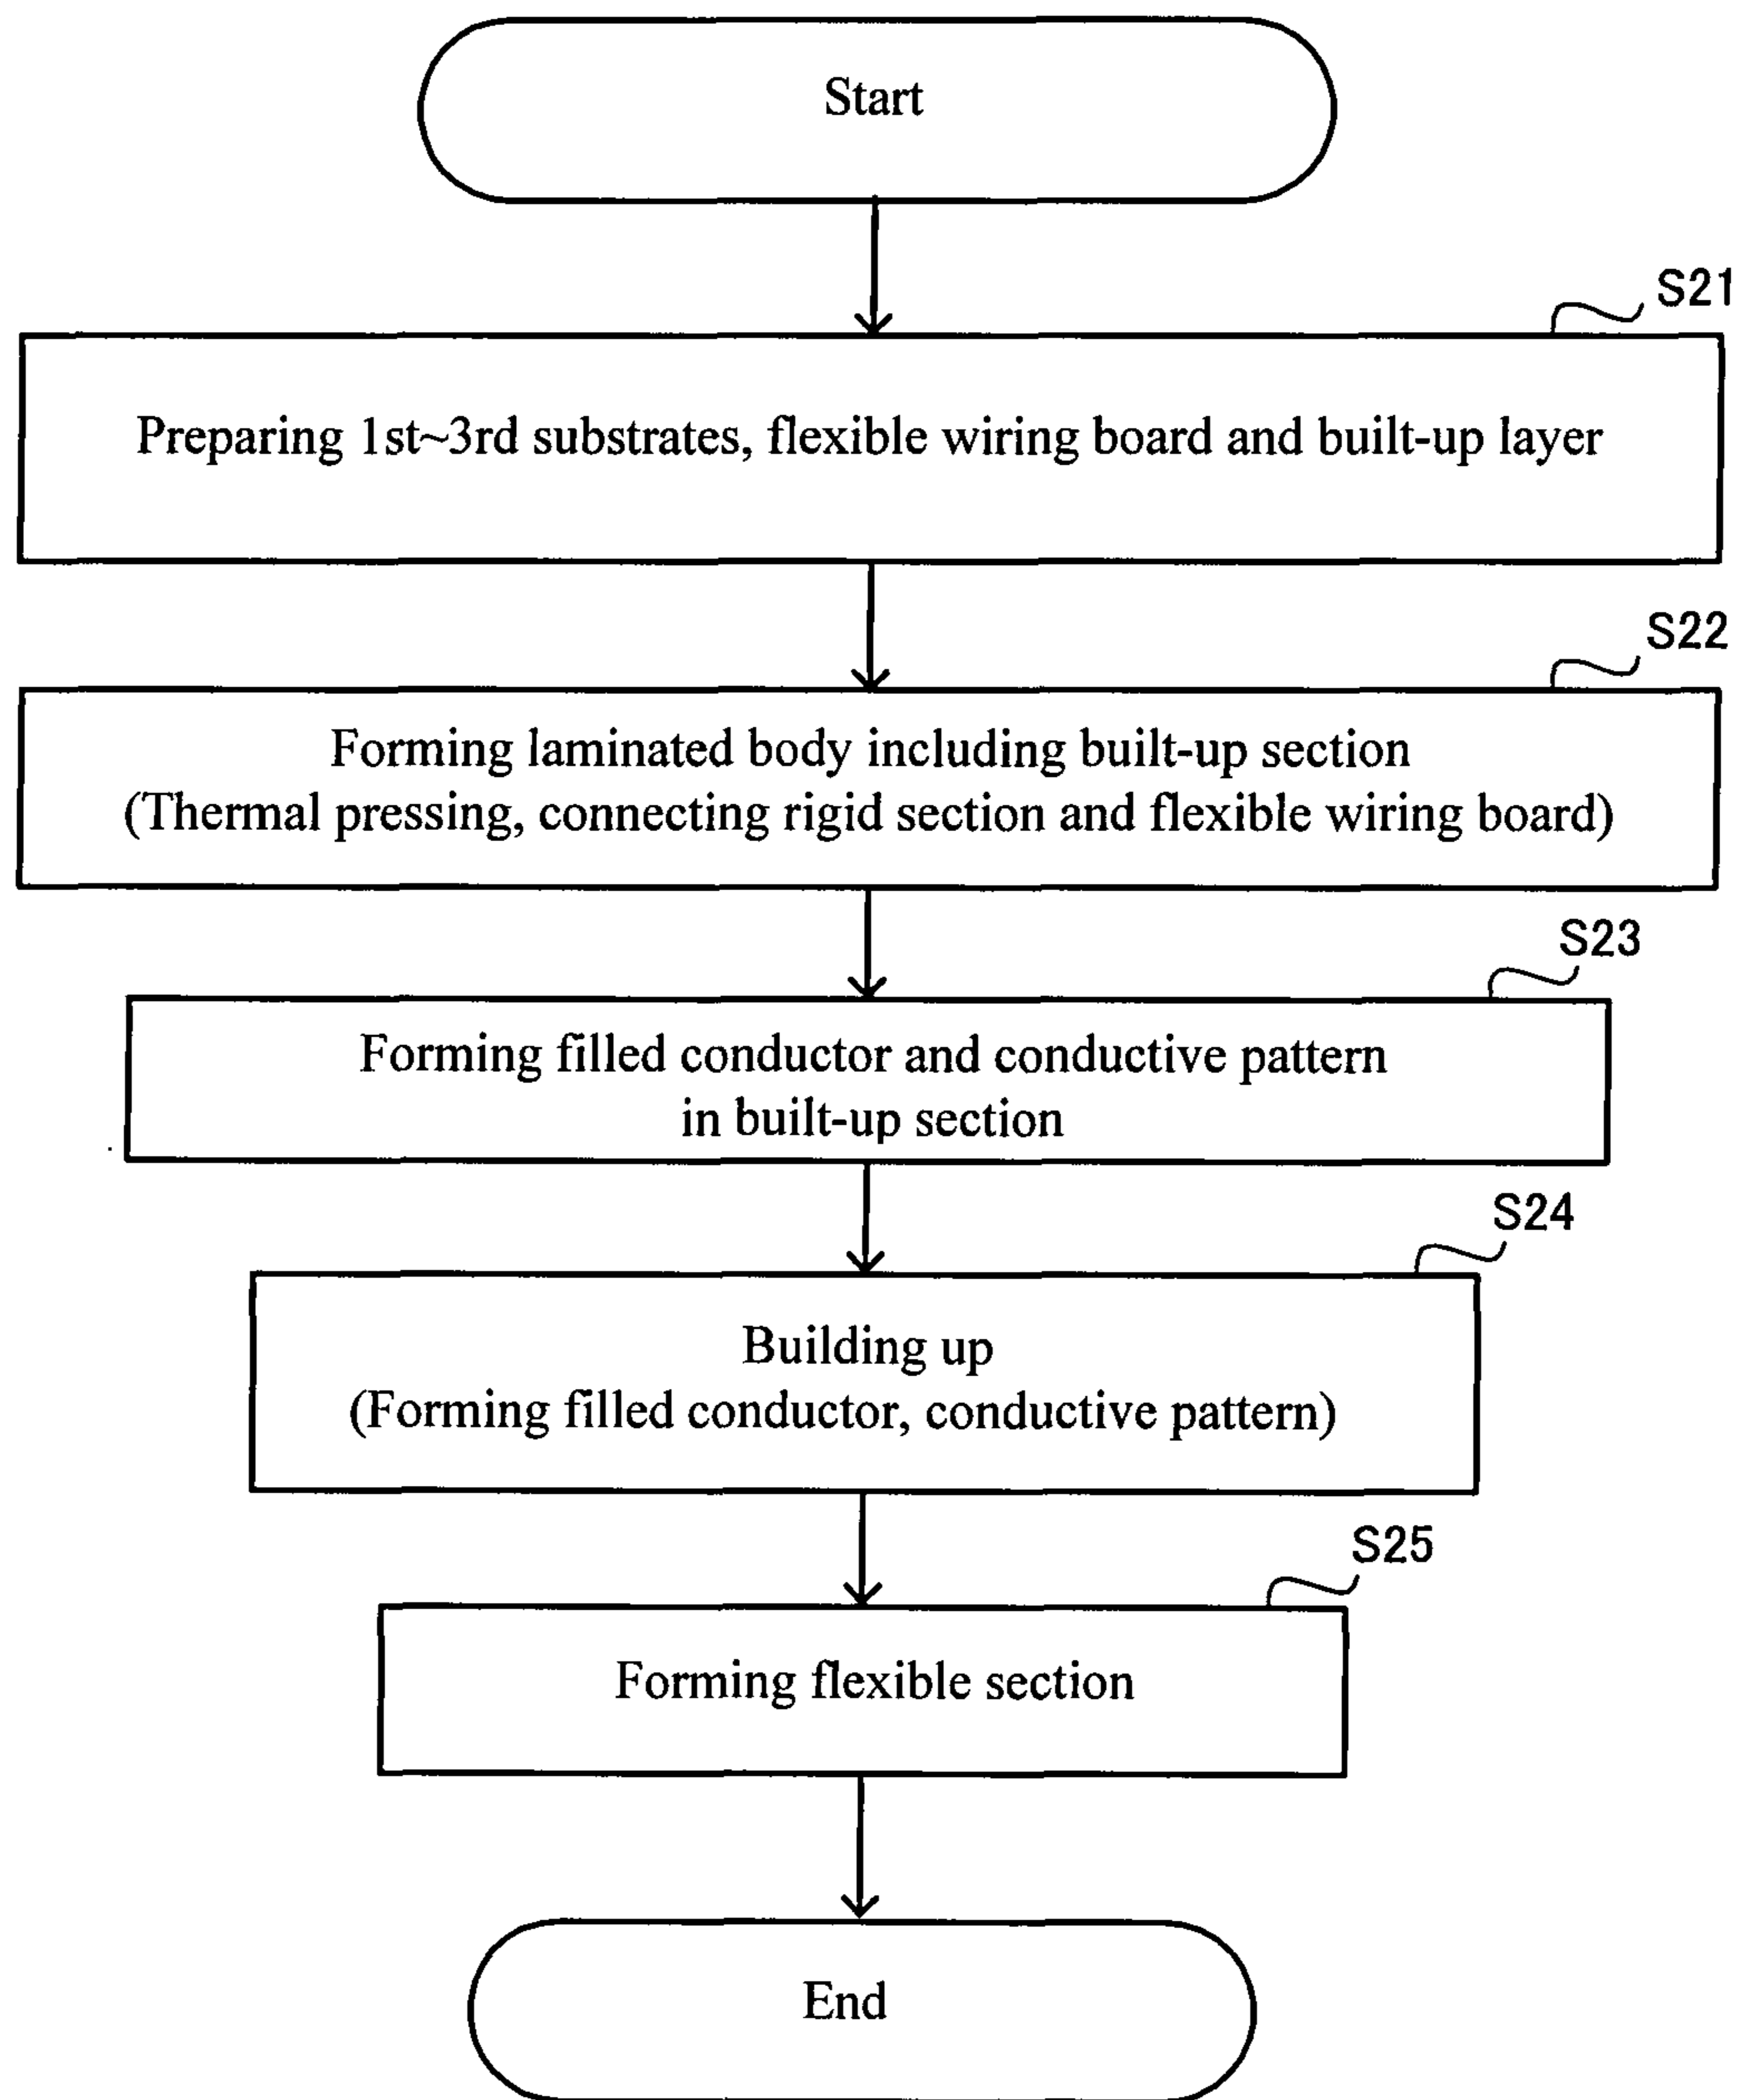 Start
S21
Preparing 1st~3rd substrates, flexible wiring board and built-up layer
S22
Forming laminated body including built-up section
(Thermal pressing, connecting rigid section and flexible wiring board)
S23
Forming filled conductor and conductive pattern
in built-up section
S24
Building up
(Forming filled conductor, conductive pattern)
S25
Forming flexible section
End